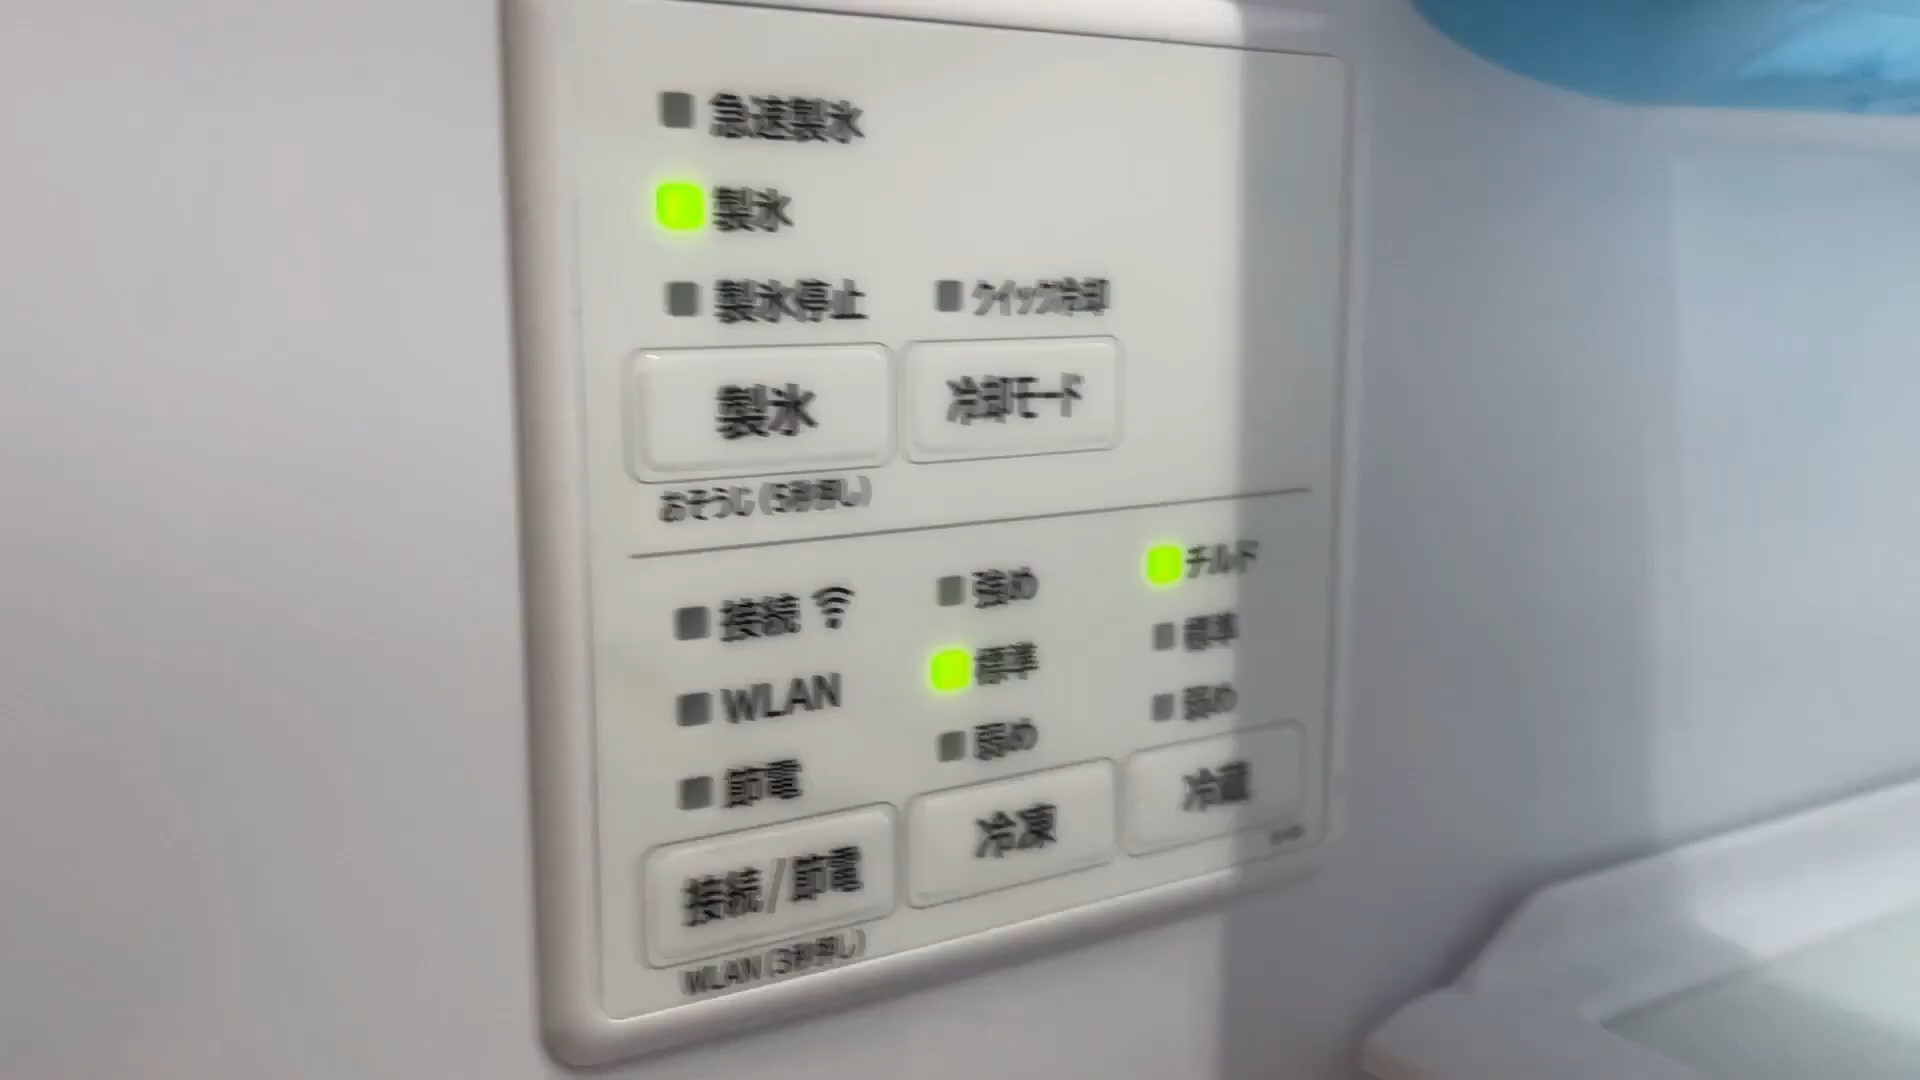 急速製氷
製氷
製氷停止
クイック冷却
製氷
冷却モード
おそうじ (5秒押し)
接続
WLAN
節電
強め
標準
弱め
チルド
標準
弱め
接続/節電
冷凍
冷蔵
WLAN (3秒押し)